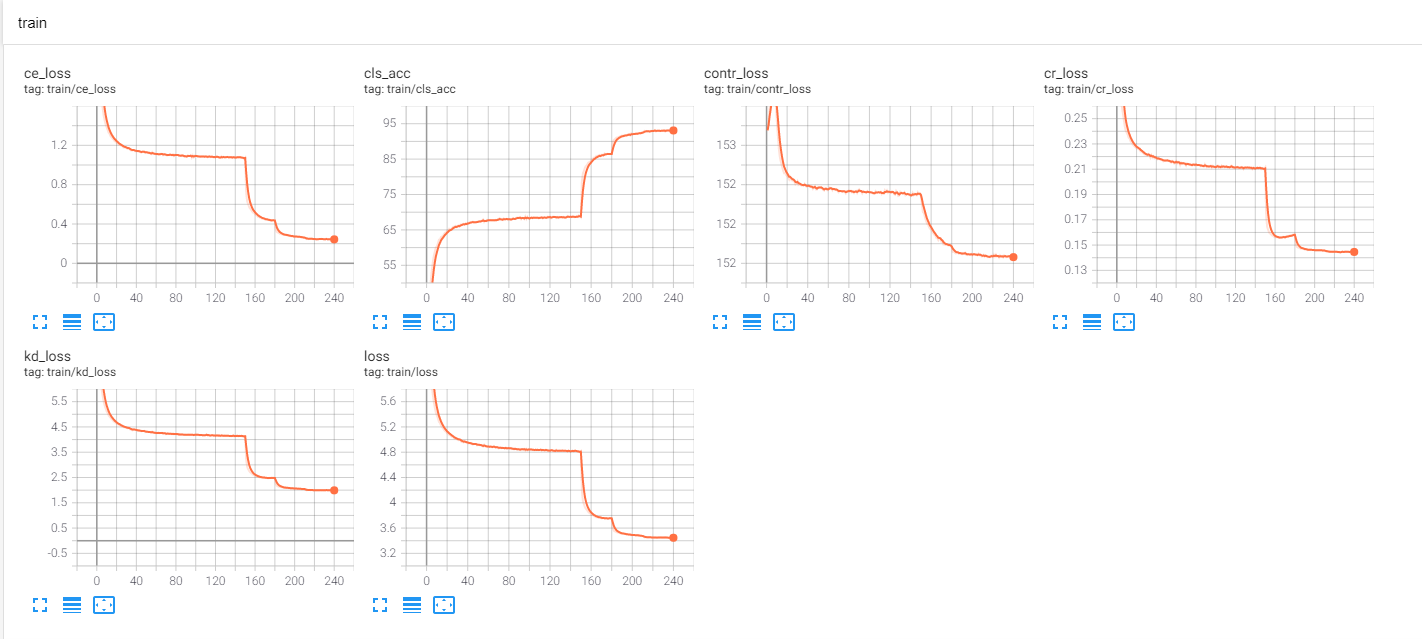 train
ce_loss
tag: train/ce_loss
1.2
0.8
0.4
0
0 40 80 120 160 200 240
cls_acc
tag: train/cls_acc
95
85
75
65
55
0 40 80 120 160 200 240
contr_loss
tag: train/contr_loss
153
152
152
152
0 40 80 120 160 200 240
cr_loss
tag: train/cr_loss
0.25
0.23
0.21
0.19
0.17
0.15
0.13
0 40 80 120 160 200 240
kd_loss
tag: train/kd_loss
5.5
4.5
3.5
2.5
1.5
0.5
-0.5
0 40 80 120 160 200 240
loss
tag: train/loss
5.6
5.2
4.8
4.4
4
3.6
3.2
0 40 80 120 160 200 240